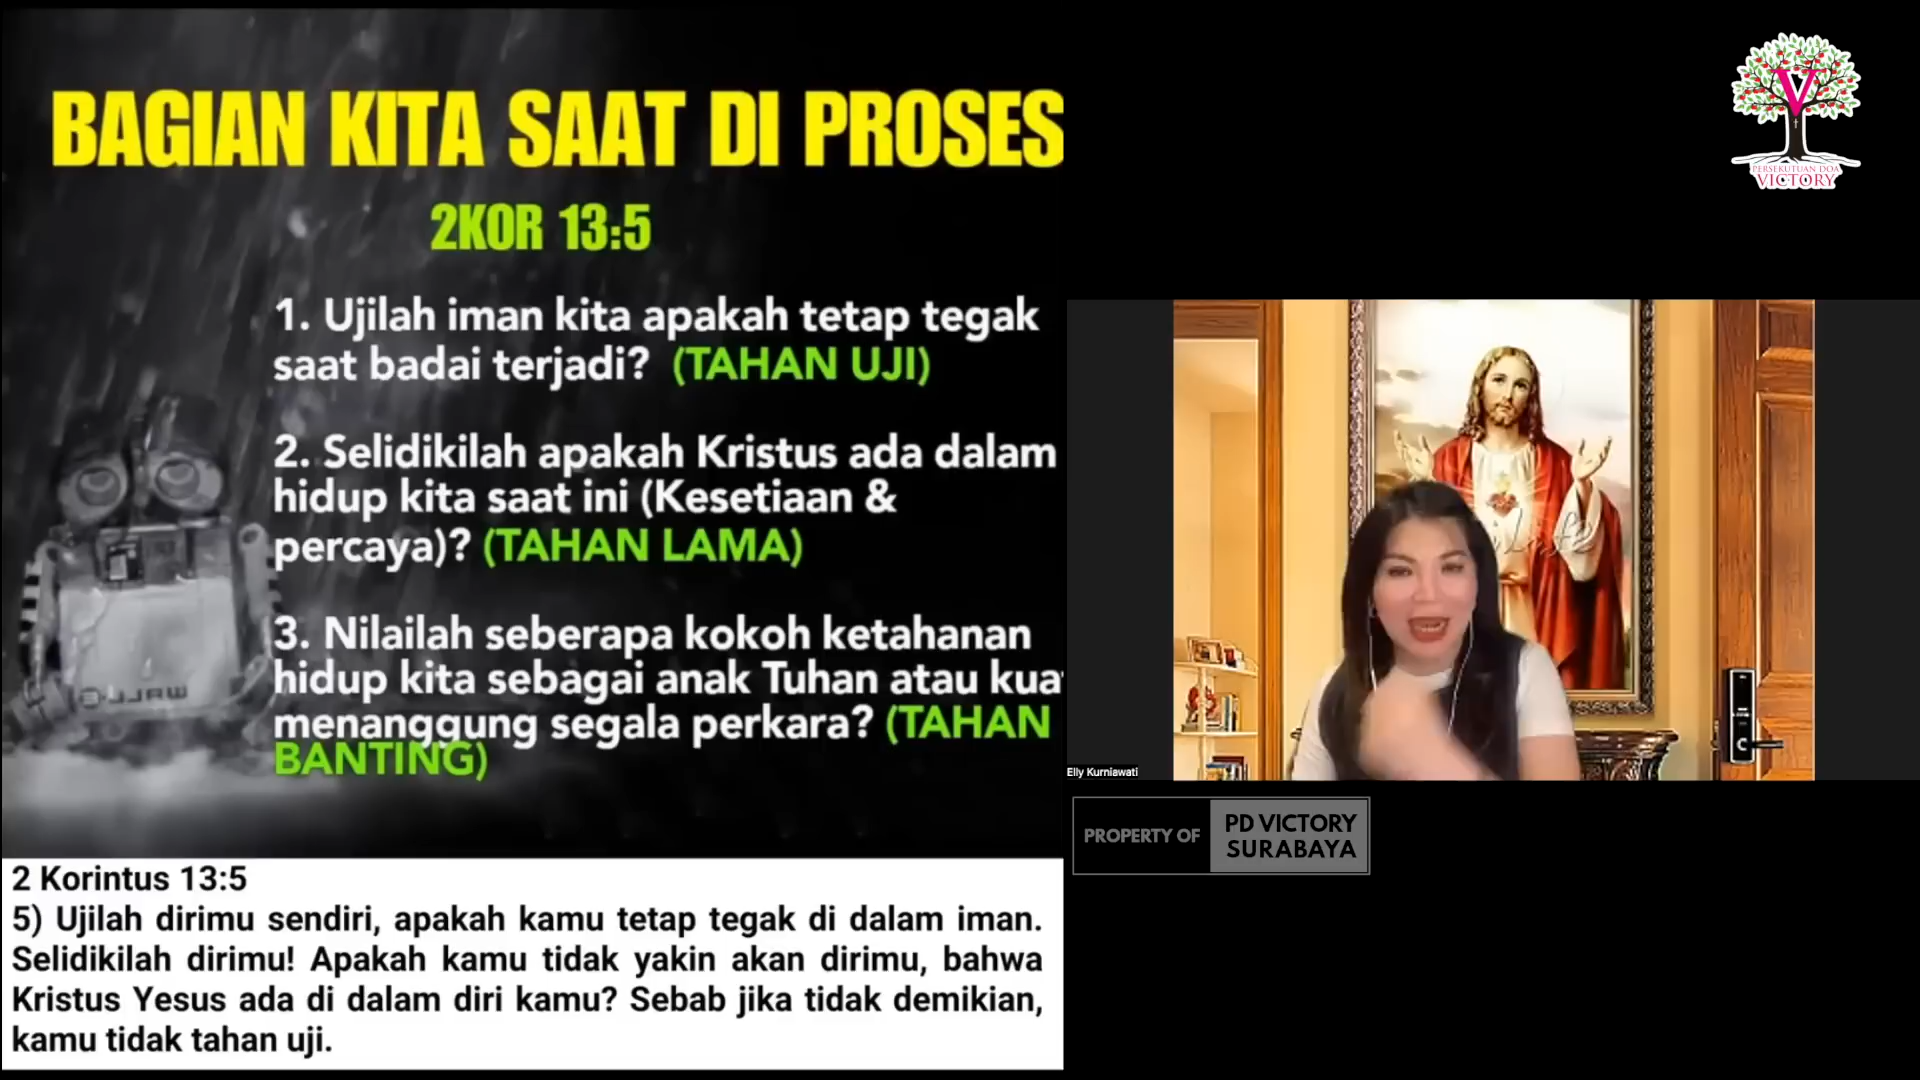 BAGIAN KITA SAAT DI PROSES
2KOR 13:5
1. Ujilah iman kita apakah tetap tegak
saat badai terjadi? (TAHAN UJI)
2. Selidikilah apakah Kristus ada dalam
hidup kita saat ini (Kesetiaan &
percaya)? (TAHAN LAMA)
3. Nilailah seberapa kokoh ketahanan
hidup kita sebagai anak Tuhan atau kua
menanggung segala perkara? (TAHAN
BANTING)
WALL-E
2 Korintus 13:5
5) Ujilah dirimu sendiri, apakah kamu tetap tegak di dalam iman.
Selidikilah dirimu! Apakah kamu tidak yakin akan dirimu, bahwa
Kristus Yesus ada di dalam diri kamu? Sebab jika tidak demikian,
kamu tidak tahan uji.
V
PERSEKUTUAN DOA
VICTORY
Elly Kurniawati
PROPERTY OF
PD VICTORY
SURABAYA